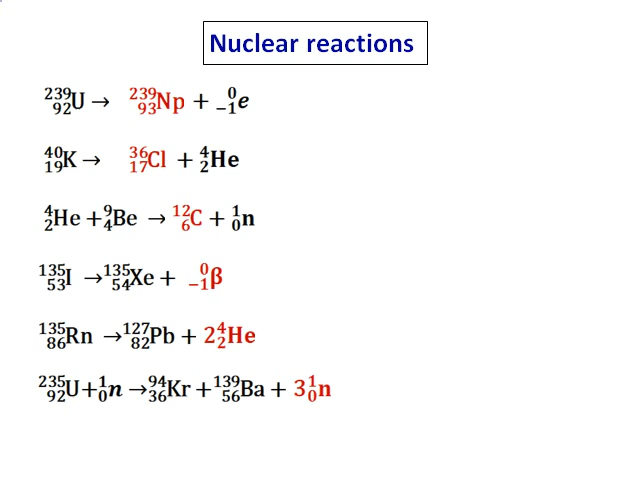 Nuclear reactions
²³⁹₉₂U → ²³⁹₉₃Np + ⁰₋₁e
⁴⁰₁₉K → ³⁶₁₇Cl + ⁴₂He
⁴₂He + ⁹₄Be → ¹²₆C + ¹₀n
¹³⁵₅₃I → ¹³⁵₅₄Xe + ⁰₋₁β
¹³⁵₈₆Rn → ¹²⁷₈₂Pb + 2⁴₂He
²³⁵₉₂U + ¹₀n → ⁹⁴₃₆Kr + ¹³⁹₅₆Ba + 3¹₀n